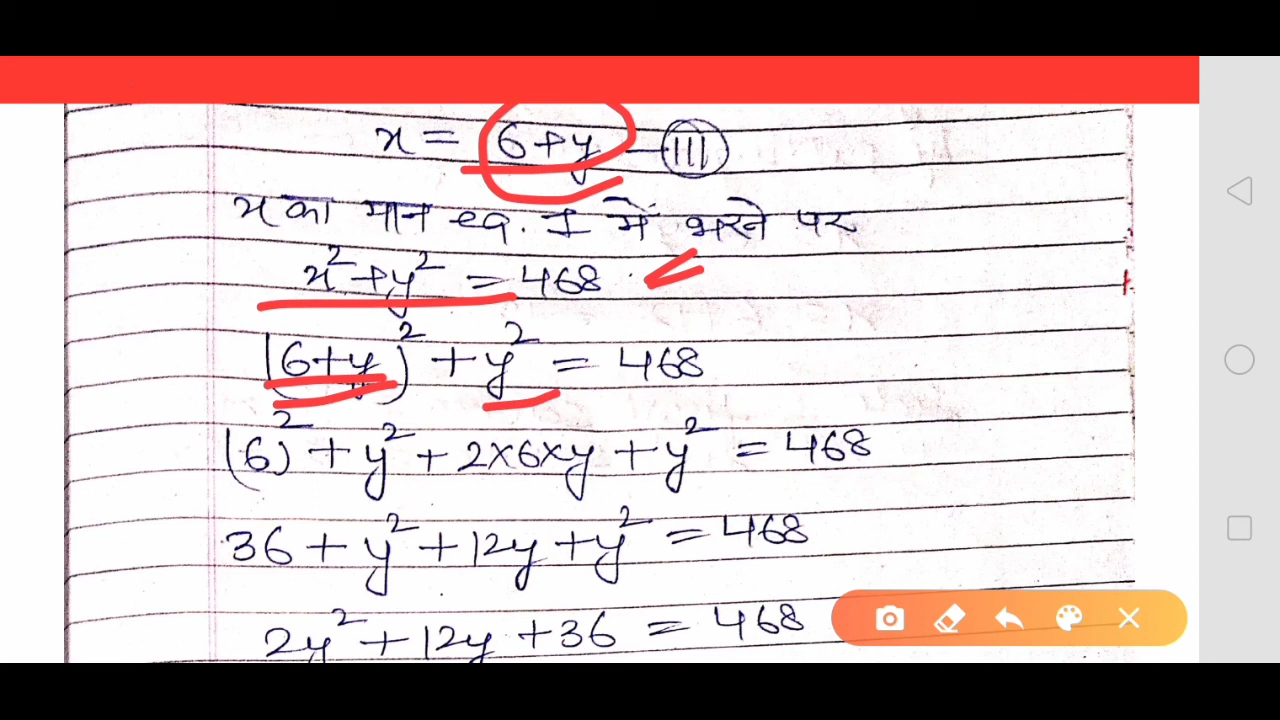 x = 6+y — III
x का मान eq. I में भरने पर
x² + y² = 468
(6+y)² + y² = 468
(6)² + y² + 2×6×y + y² = 468
36 + y² + 12y + y² = 468
2y² + 12y + 36 = 468